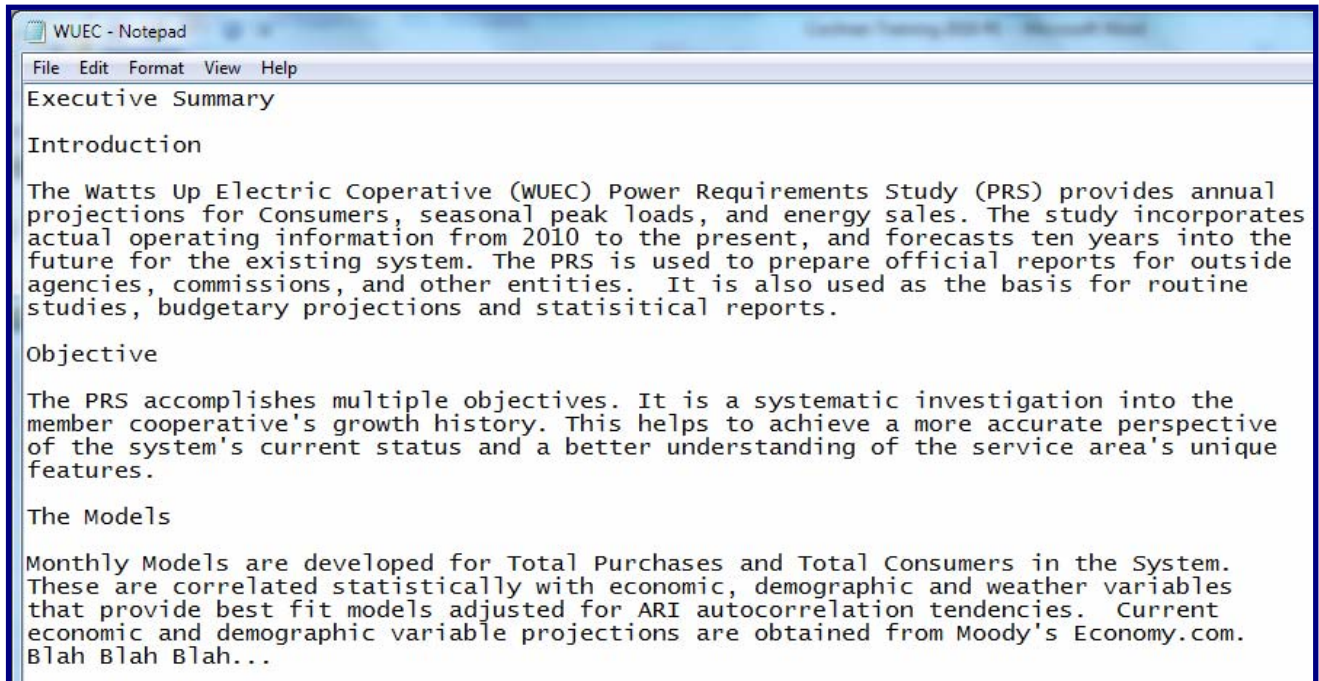 WUEC - Notepad
File Edit Format View Help
Executive Summary
Introduction
The Watts Up Electric Coperative (WUEC) Power Requirements Study (PRS) provides annual
projections for Consumers, seasonal peak loads, and energy sales. The study incorporates
actual operating information from 2010 to the present, and forecasts ten years into the
future for the existing system. The PRS is used to prepare official reports for outside
agencies, commissions, and other entities.  It is also used as the basis for routine
studies, budgetary projections and statisitical reports.
Objective
The PRS accomplishes multiple objectives. It is a systematic investigation into the
member cooperative's growth history. This helps to achieve a more accurate perspective
of the system's current status and a better understanding of the service area's unique
features.
The Models
Monthly Models are developed for Total Purchases and Total Consumers in the System.
These are correlated statistically with economic, demographic and weather variables
that provide best fit models adjusted for ARI autocorrelation tendencies.  Current
economic and demographic variable projections are obtained from Moody's Economy.com.
Blah Blah Blah...